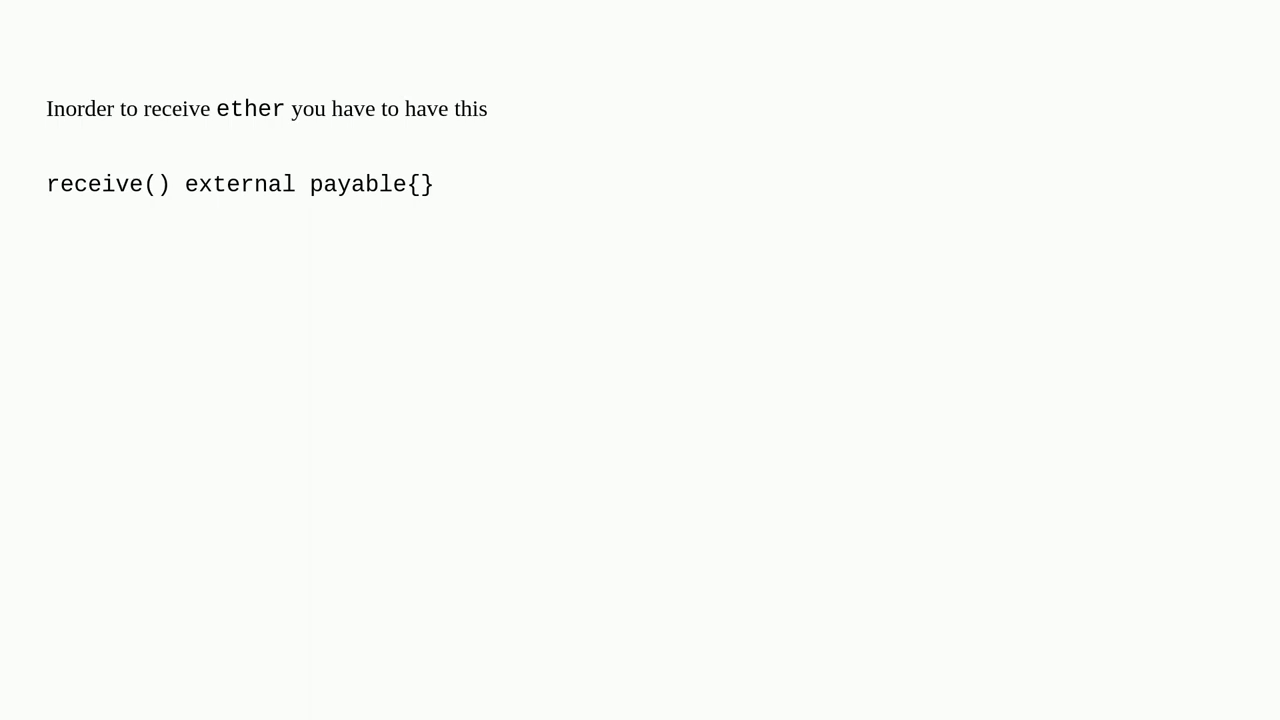 Inorder to receive ether you have to have this
receive() external payable{}